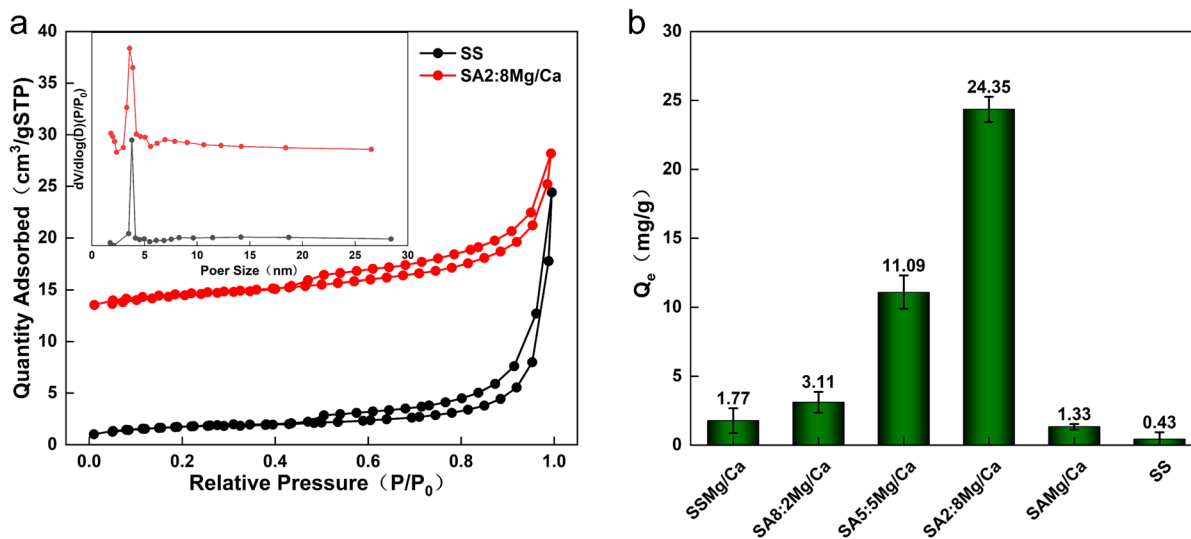 a
40
35
30
25
20
15
10
5
0
Quantity Adsorbed（cm³/gSTP）
0.0 0.2 0.4 0.6 0.8 1.0
Relative Pressure（P/P₀）
SS
SA2:8Mg/Ca
dV/dlog(D)(P/P₀)
0 5 10 15 20 25 30
Poer Size（nm）
b
30
25
20
15
10
5
0
Qₑ（mg/g）
1.77
3.11
11.09
24.35
1.33
0.43
SSMg/Ca
SA8:2Mg/Ca
SA5:5Mg/Ca
SA2:8Mg/Ca
SAMg/Ca
SS